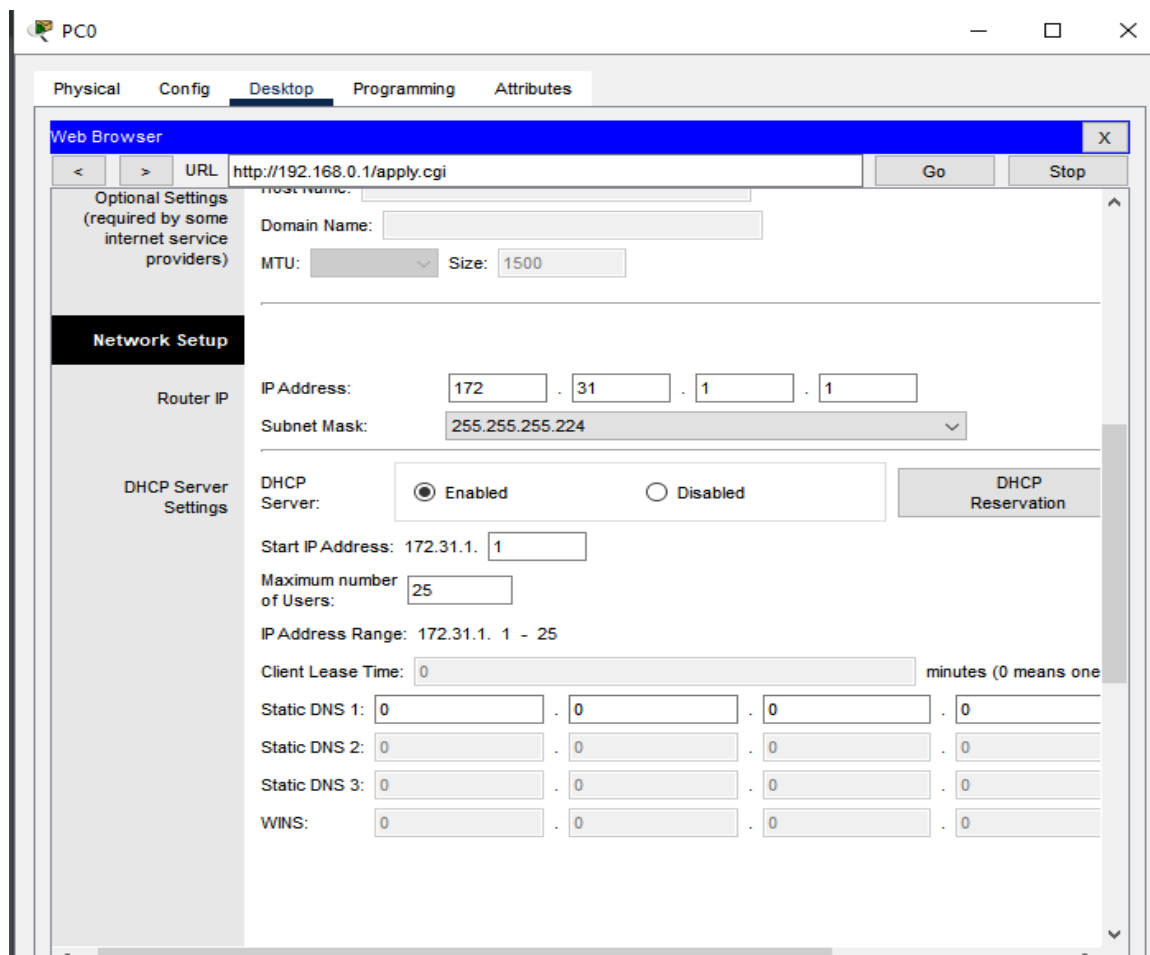 PC0
Physical Config Desktop Programming Attributes
Web Browser X
< > URL http://192.168.0.1/apply.cgi Go Stop
Optional Settings
(required by some
internet service
providers)
Host Name:
Domain Name:
MTU: Size: 1500
Network Setup
Router IP
IP Address: 172 . 31 . 1 . 1
Subnet Mask: 255.255.255.224
DHCP Server
Settings
DHCP
Server:
Enabled Disabled
DHCP
Reservation
Start IP Address: 172.31.1. 1
Maximum number
of Users:
25
IP Address Range: 172.31.1. 1 - 25
Client Lease Time: 0 minutes (0 means one
Static DNS 1: 0 . 0 . 0 . 0
Static DNS 2: 0 . 0 . 0 . 0
Static DNS 3: 0 . 0 . 0 . 0
WINS: 0 . 0 . 0 . 0